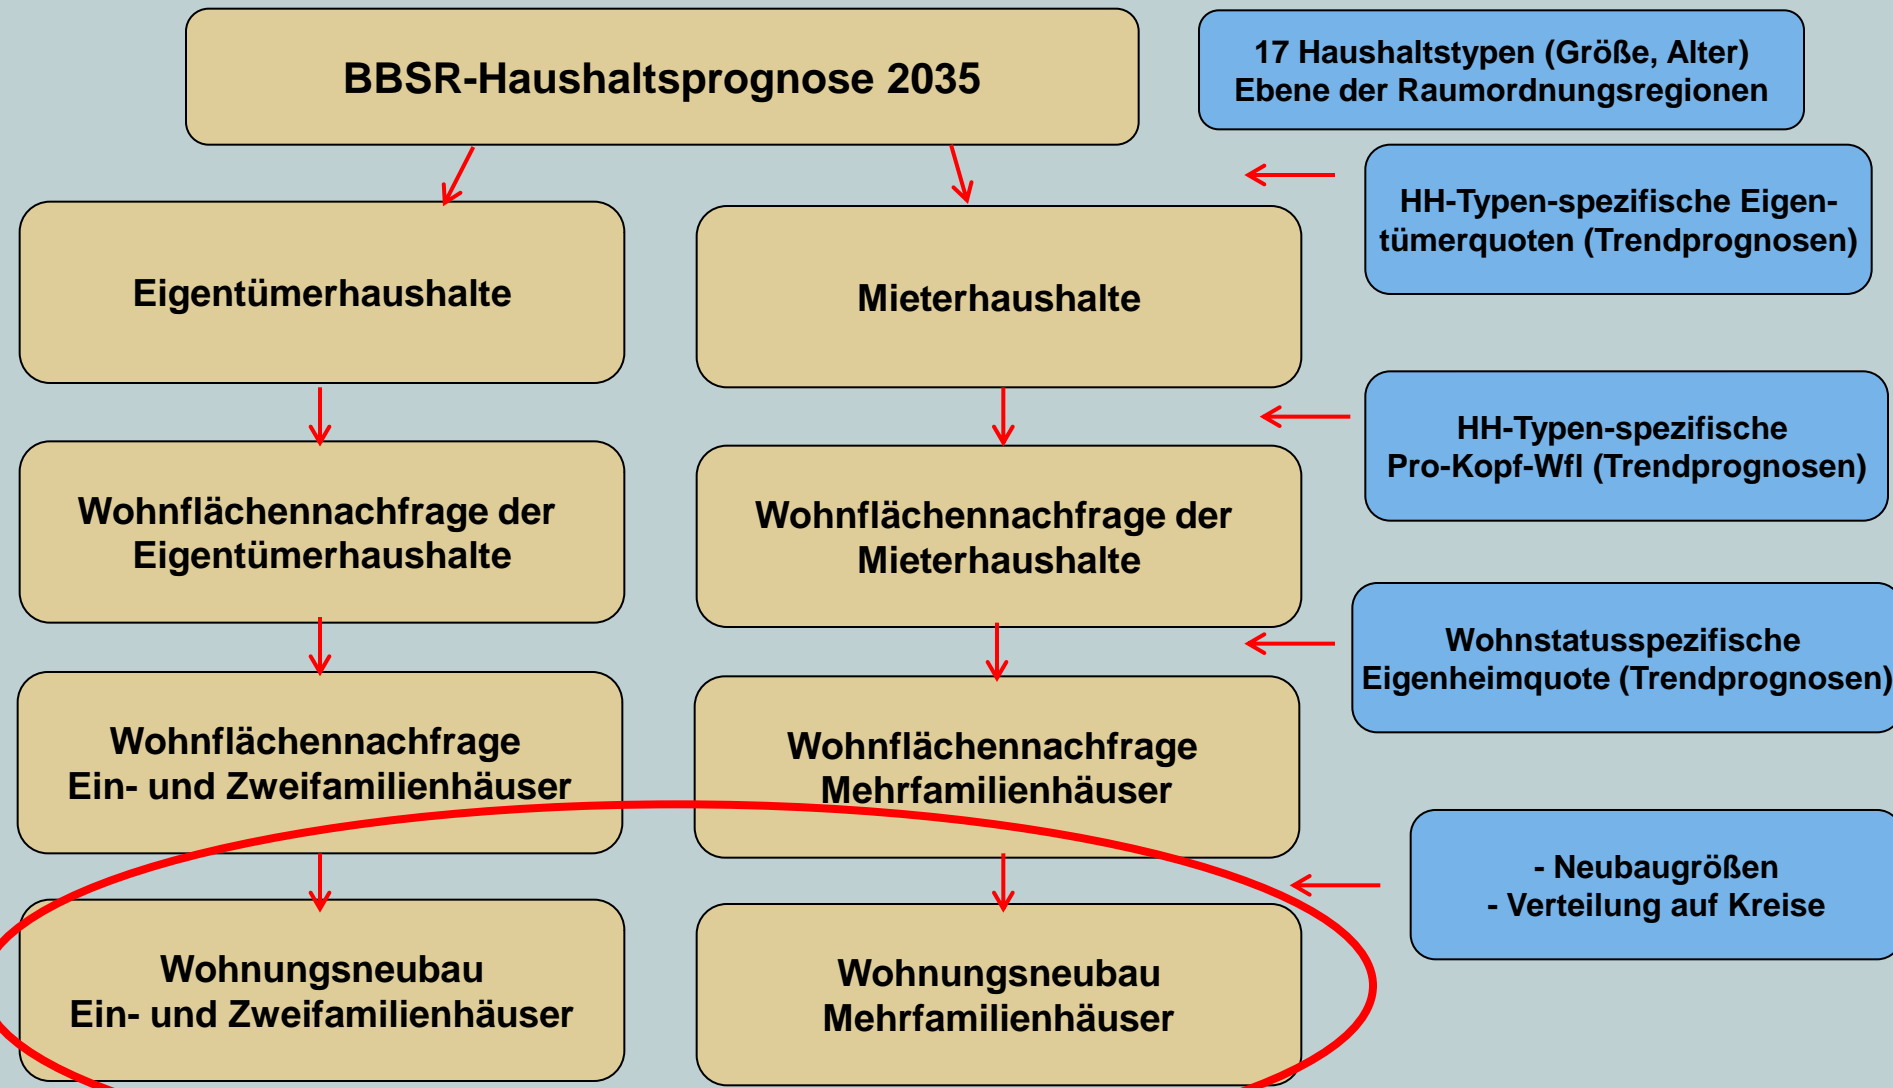 BBSR-Haushaltsprognose 2035
17 Haushaltstypen (Größe, Alter)
Ebene der Raumordnungsregionen
HH-Typen-spezifische Eigen-
tümerquoten (Trendprognosen)
Eigentümerhaushalte
Mieterhaushalte
HH-Typen-spezifische
Pro-Kopf-Wfl (Trendprognosen)
Wohnflächennachfrage der
Eigentümerhaushalte
Wohnflächennachfrage der
Mieterhaushalte
Wohnstatusspezifische
Eigenheimquote (Trendprognosen)
Wohnflächennachfrage
Ein- und Zweifamilienhäuser
Wohnflächennachfrage
Mehrfamilienhäuser
- Neubaugrößen
- Verteilung auf Kreise
Wohnungsneubau
Ein- und Zweifamilienhäuser
Wohnungsneubau
Mehrfamilienhäuser